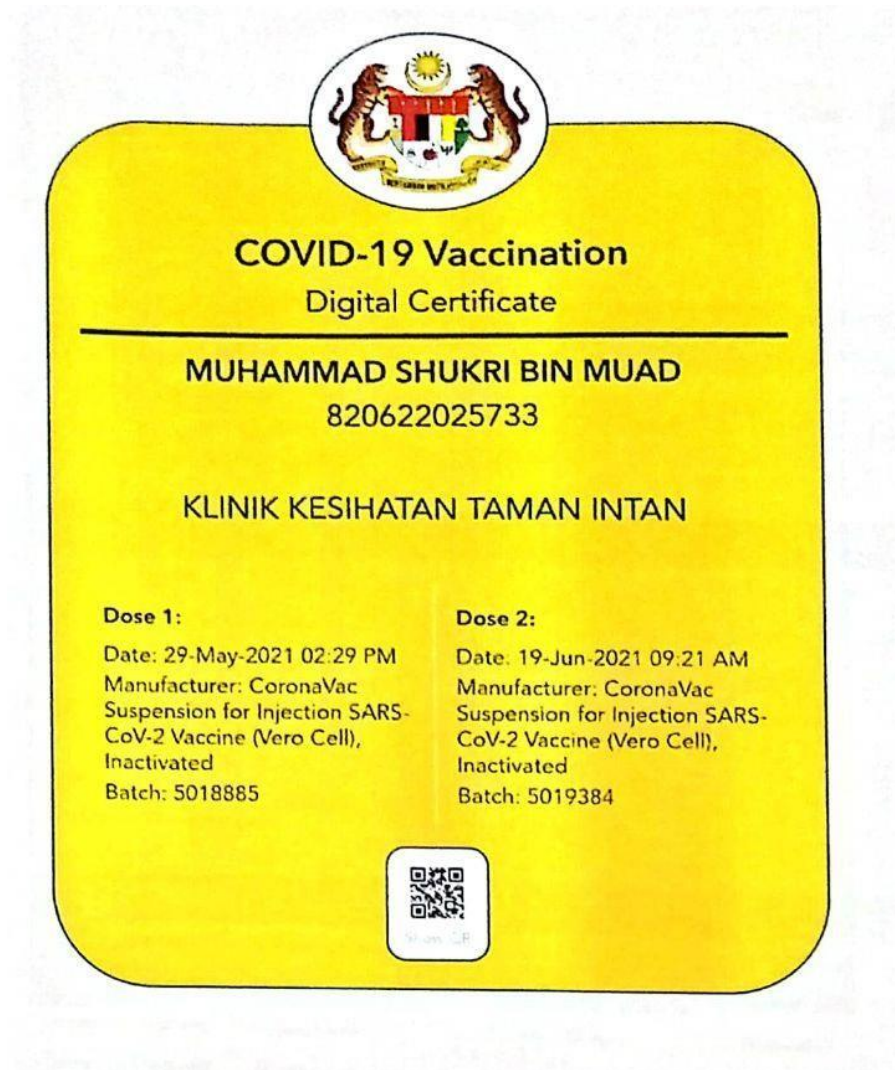 COVID-19 Vaccination
Digital Certificate
MUHAMMAD SHUKRI BIN MUAD
820622025733
KLINIK KESIHATAN TAMAN INTAN
Dose 1:
Date: 29-May-2021 02:29 PM
Manufacturer: CoronaVac
Suspension for Injection SARS-
CoV-2 Vaccine (Vero Cell),
Inactivated
Batch: 5018885
Dose 2:
Date: 19-Jun-2021 09:21 AM
Manufacturer: CoronaVac
Suspension for Injection SARS-
CoV-2 Vaccine (Vero Cell),
Inactivated
Batch: 5019384
Show QR